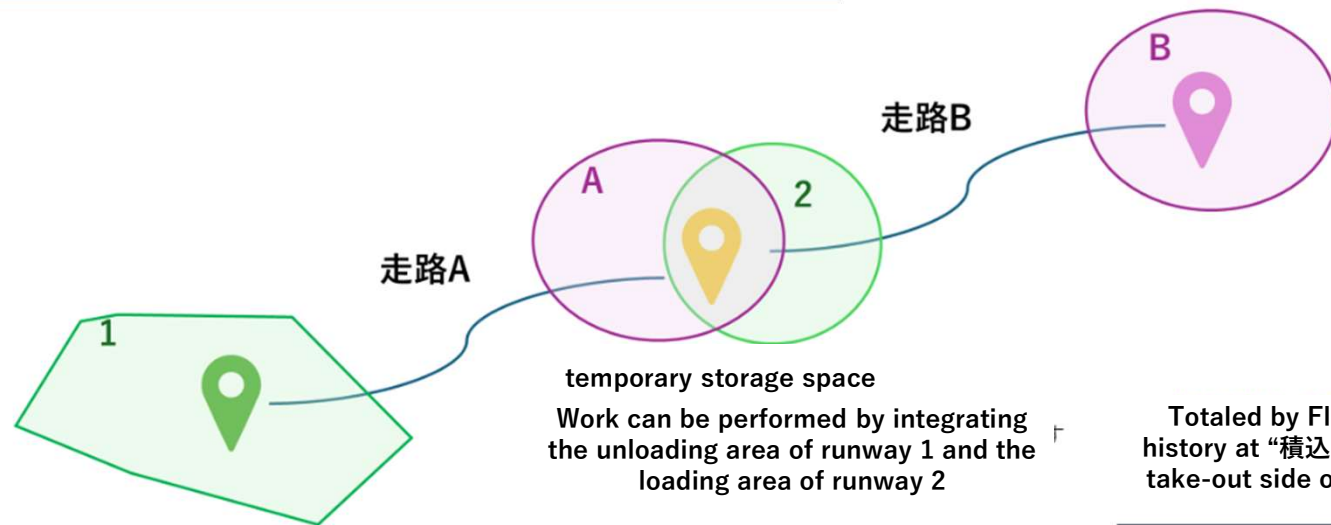 B
走路B
A
2
走路A
1
temporary storage space
Work can be performed by integrating
the unloading area of runway 1 and the
loading area of runway 2
Totaled by
history at “積込
take-out side